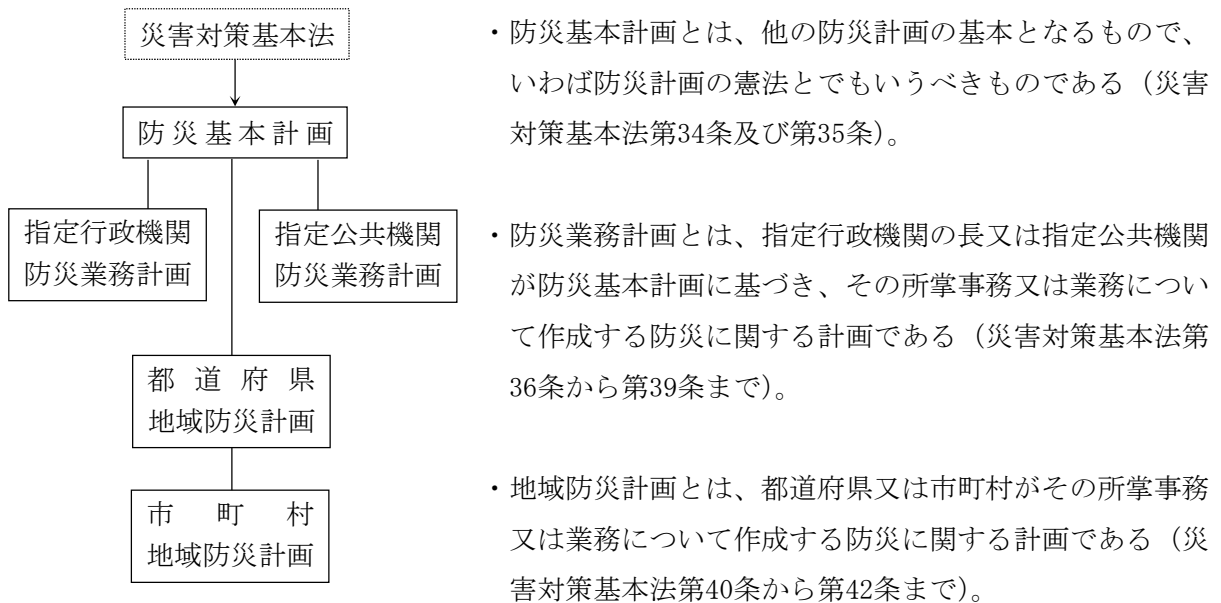 災害対策基本法
防災基本計画
指定行政機関
防災業務計画
指定公共機関
防災業務計画
都道府県
地域防災計画
市町村
地域防災計画
・防災基本計画とは、他の防災計画の基本となるもので、
いわば防災計画の憲法とでもいうべきものである（災害
対策基本法第34条及び第35条）。
・防災業務計画とは、指定行政機関の長又は指定公共機関
が防災基本計画に基づき、その所掌事務又は業務につい
て作成する防災に関する計画である（災害対策基本法第
36条から第39条まで）。
・地域防災計画とは、都道府県又は市町村がその所掌事務
又は業務について作成する防災に関する計画である（災
害対策基本法第40条から第42条まで）。